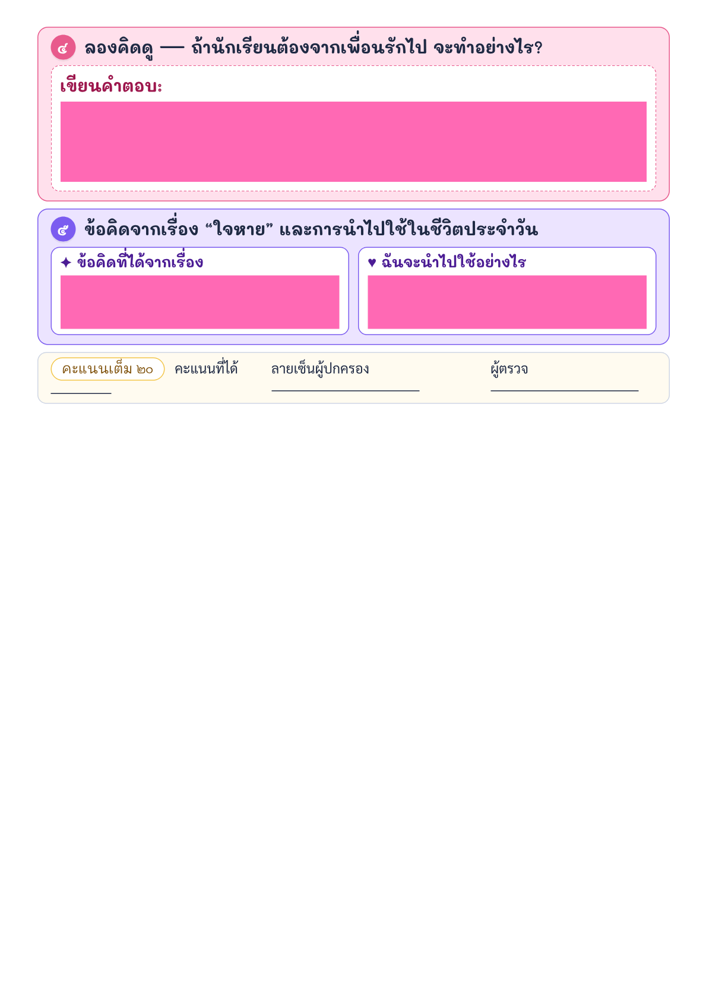 ๔ ลองคิดดู — ถ้านักเรียนต้องจากเพื่อนรักไป จะทำอย่างไร?
เขียนคำตอบ:
๕ ข้อคิดจากเรื่อง “ใจหาย” และการนำไปใช้ในชีวิตประจำวัน
✦ ข้อคิดที่ได้จากเรื่อง
♥ ฉันจะนำไปใช้อย่างไร
คะแนนเต็ม ๒๐ คะแนนที่ได้ ลายเซ็นผู้ปกครอง ผู้ตรวจ